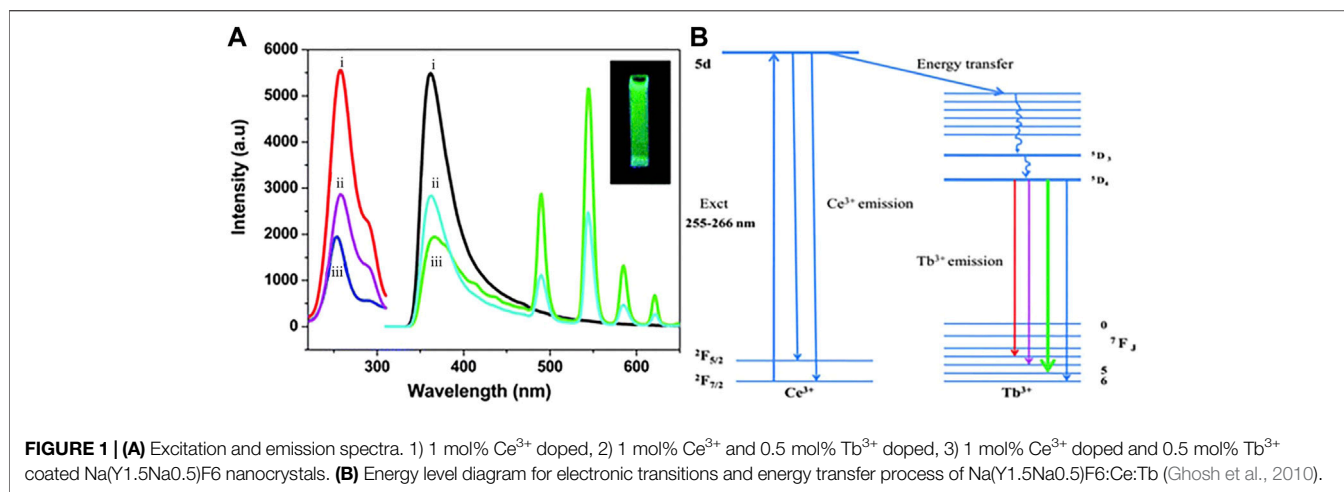 A
6000
5000
4000
3000
2000
1000
0
Intensity (a.u)
i
ii
iii
i
ii
iii
300
400
500
600
Wavelength (nm)
B
5d
Energy transfer
⁵D₃
⁵D₄
Exct
255-266 nm
Ce³⁺ emission
Tb³⁺ emission
0
⁷F J
5
6
²F₅/₂
²F₇/₂
Ce³⁺
Tb³⁺
FIGURE 1 | (A) Excitation and emission spectra. 1) 1 mol% Ce³⁺ doped, 2) 1 mol% Ce³⁺ and 0.5 mol% Tb³⁺ doped, 3) 1 mol% Ce³⁺ doped and 0.5 mol% Tb³⁺
coated Na(Y1.5Na0.5)F6 nanocrystals. (B) Energy level diagram for electronic transitions and energy transfer process of Na(Y1.5Na0.5)F6:Ce:Tb (Ghosh et al., 2010).